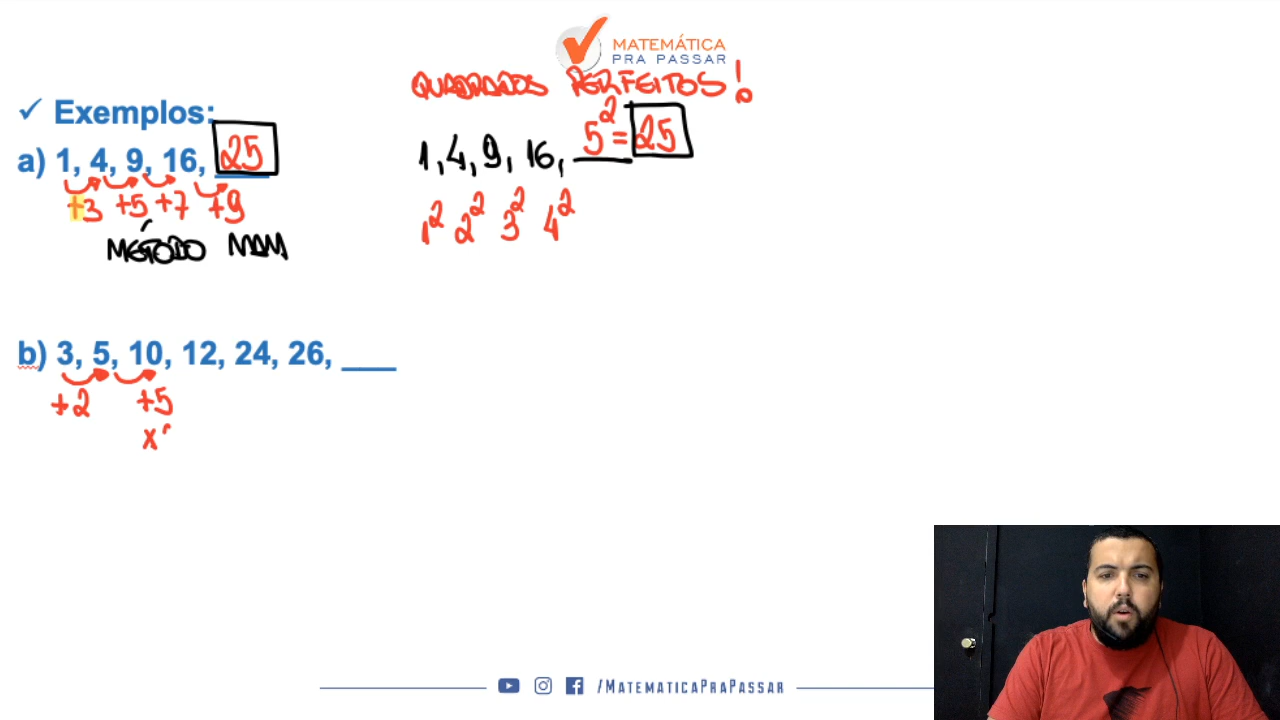 MATEMÁTICA
PRA PASSAR
QUADRADOS PERFEITOS!
✓ Exemplos:
a) 1, 4, 9, 16, 25
+3 +5 +7 +9
MÉTODO MAM
1, 4, 9, 16, 5² = 25
1² 2² 3² 4²
b) 3, 5, 10, 12, 24, 26, ___
+2 +5
x
/MATEMATICAPRAPASSAR